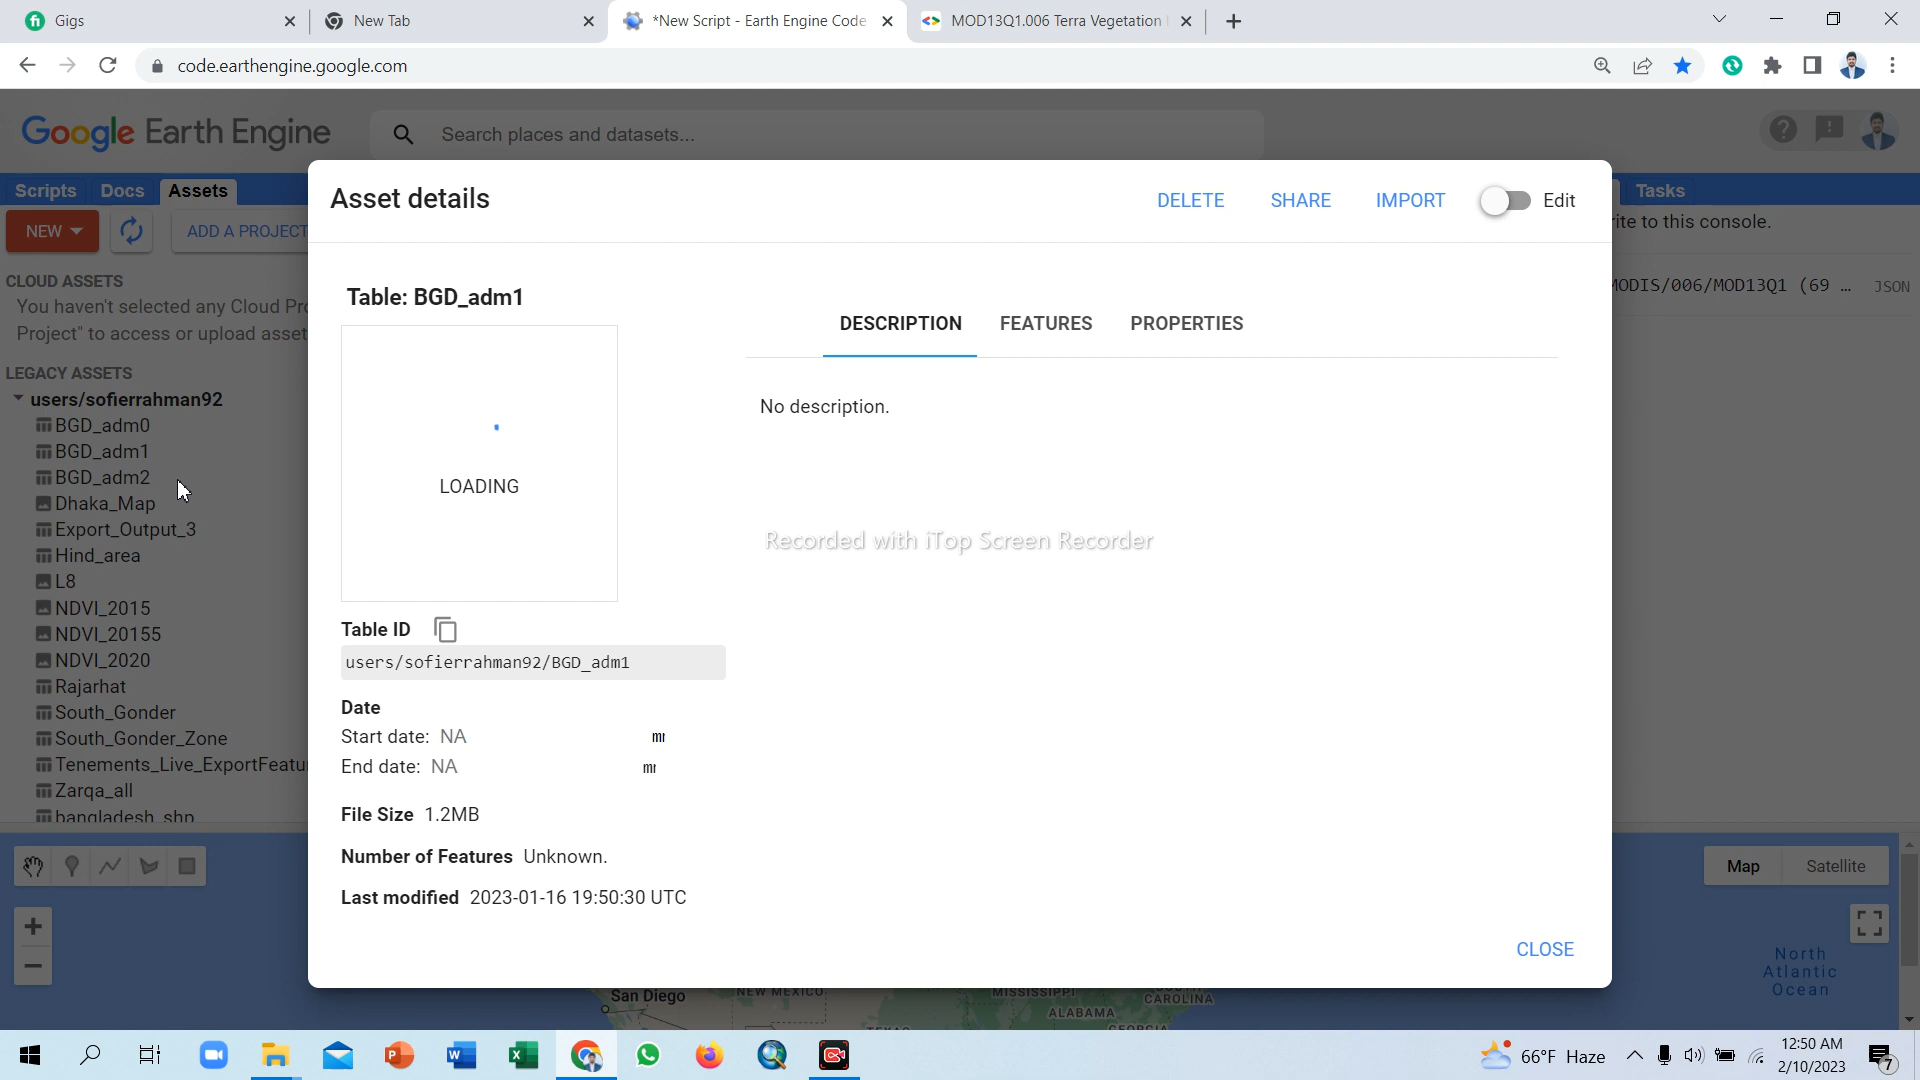 Gigs
New Tab
*New Script - Earth Engine Code
MOD13Q1.006 Terra Vegetation
code.earthengine.google.com
Google Earth Engine
Search places and datasets...
Scripts Docs Assets
Tasks
NEW
ADD A PROJECT
CLOUD ASSETS
You haven't selected any Cloud
Project" to access or upload
LEGACY ASSETS
users/sofierrahman92
BGD_adm0
BGD_adm1
BGD_adm2
Dhaka_Map
Export_Output_3
Hind_area
L8
NDVI_2015
NDVI_20155
NDVI_2020
Rajarhat
South_Gonder
South_Gonder_Zone
Tenements_Live_ExportFeatu
Zarqa_all
bangladesh_shp
Asset details
DELETE
SHARE
IMPORT
Edit
Table: BGD_adm1
LOADING
Table ID
users/sofierrahman92/BGD_adm1
Date
Start date: NA
End date: NA
File Size 1.2MB
Number of Features Unknown.
Last modified 2023-01-16 19:50:30 UTC
DESCRIPTION
FEATURES
PROPERTIES
No description.
Recorded with iTop Screen Recorder
CLOSE
to this console.
MODIS/006/MOD13Q1 (69 …
JSON
Map
Satellite
North
Atlantic
Ocean
San Diego
NEW MEXICO
MISSISSIPPI
ALABAMA
CAROLINA
GEORGIA
TEXAS
66°F Haze
12:50 AM
2/10/2023
7